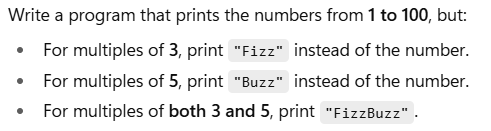 Write a program that prints the numbers from 1 to 100, but:
• For multiples of 3, print "Fizz" instead of the number.
• For multiples of 5, print "Buzz" instead of the number.
• For multiples of both 3 and 5, print "FizzBuzz".